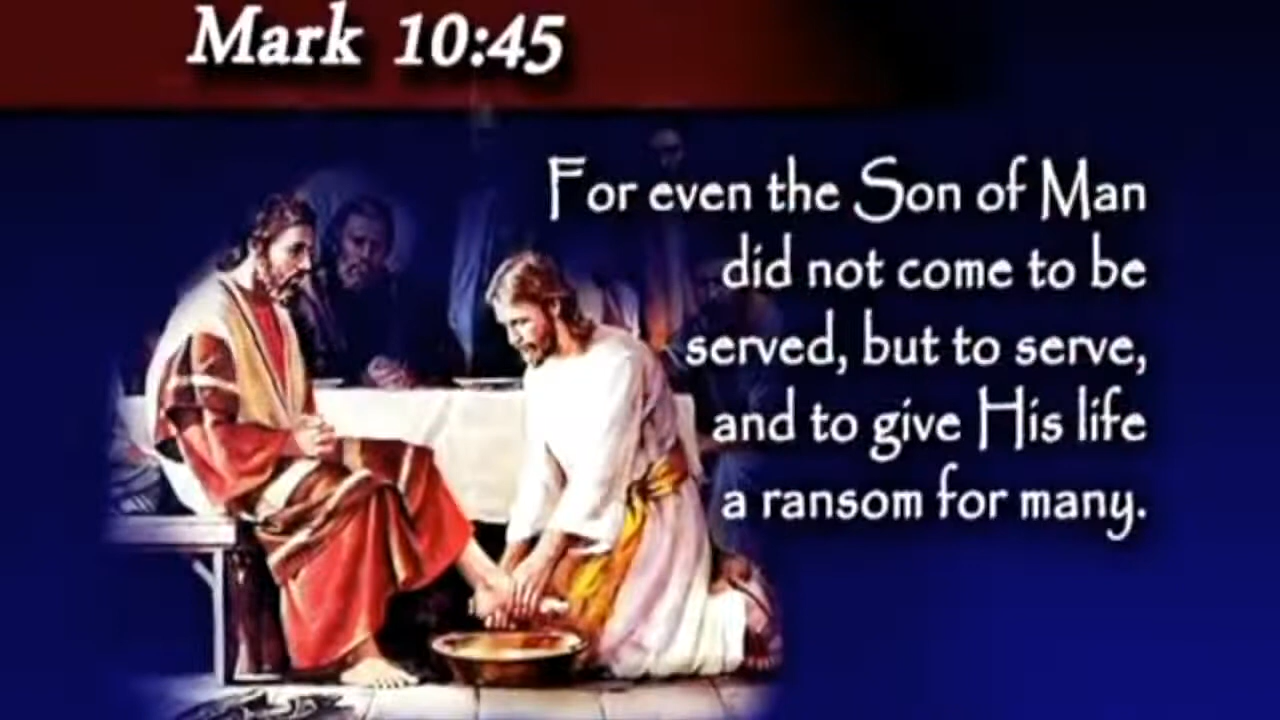 Mark 10:45
For even the Son of Man
did not come to be
served, but to serve,
and to give His life
a ransom for many.